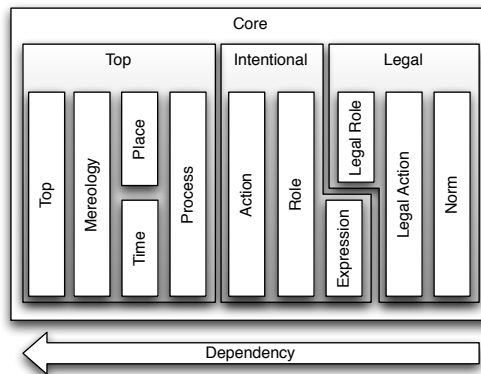 Core
Top
Intentional
Legal
Top
Mereology
Place
Time
Process
Action
Role
Expression
Legal Role
Legal Action
Norm
Dependency